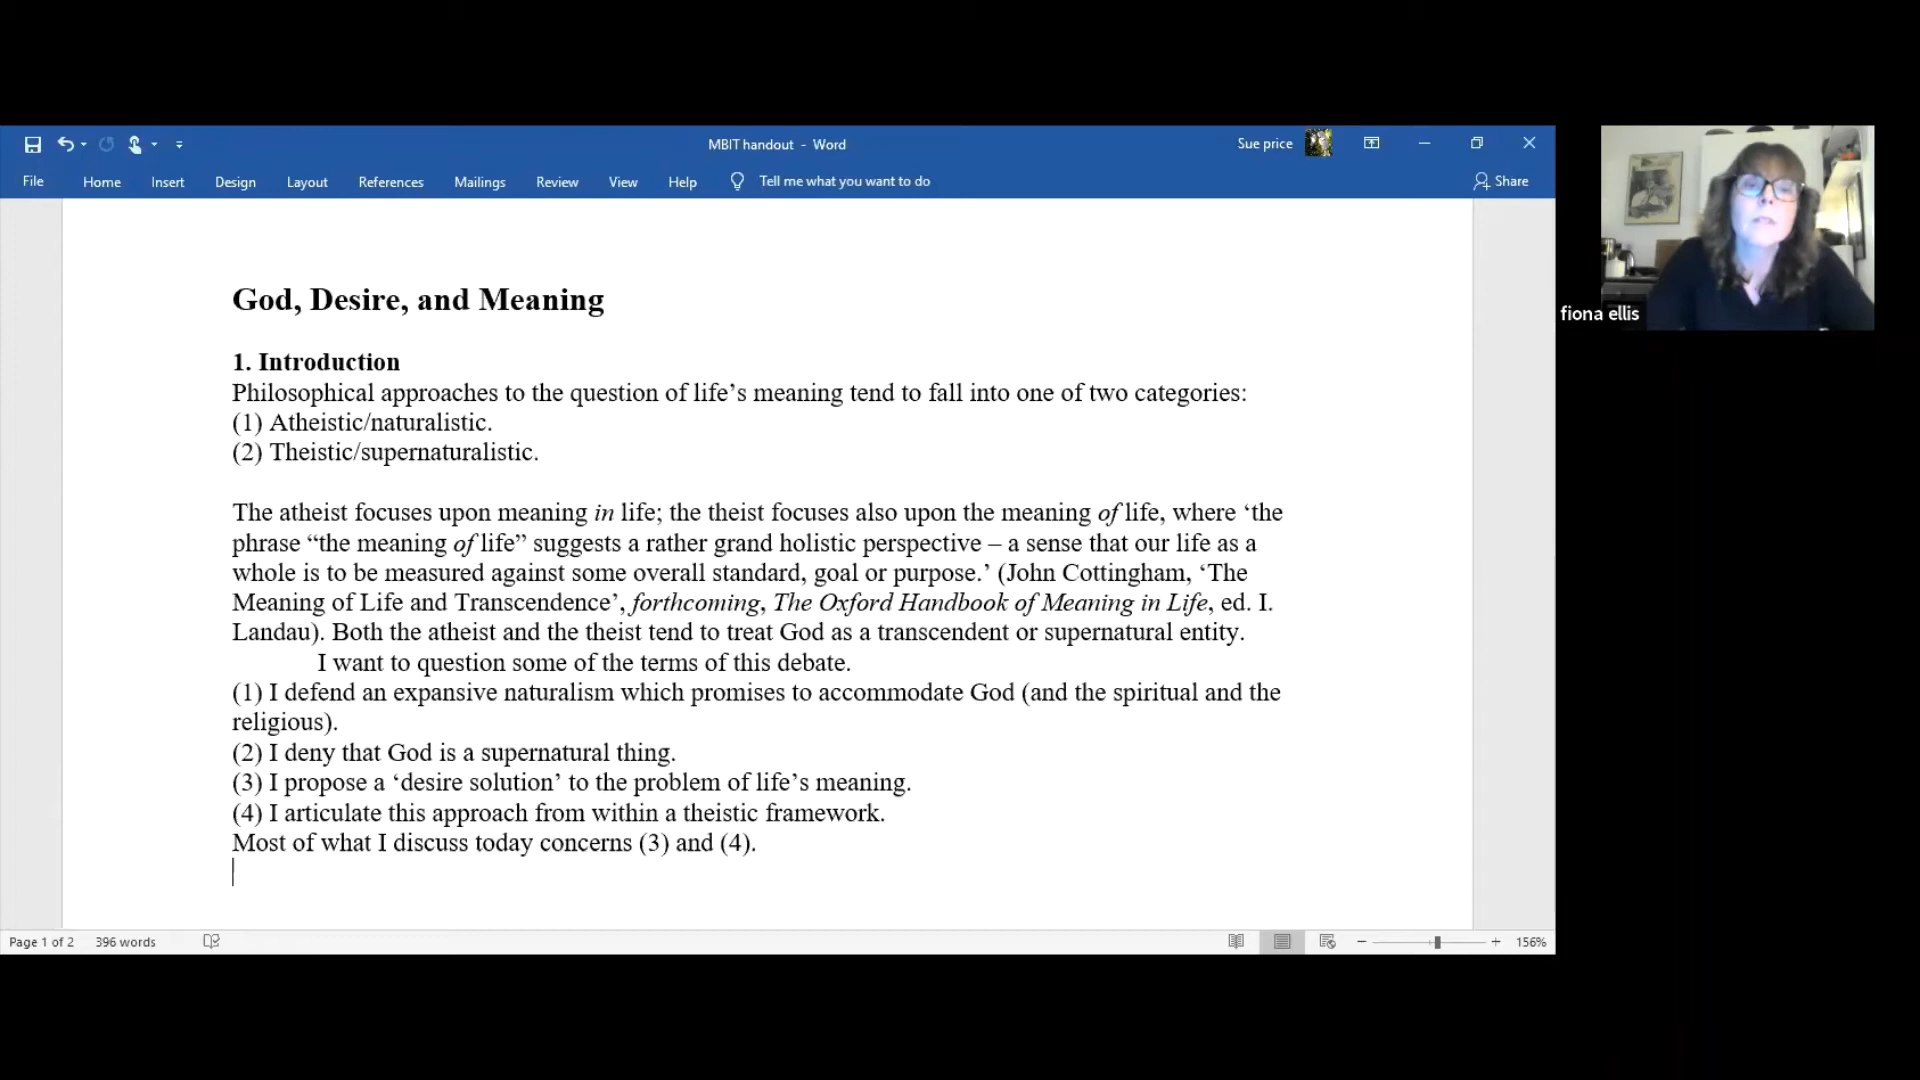 MBIT handout - Word
Sue price
File Home Insert Design Layout References Mailings Review View Help Tell me what you want to do Share
God, Desire, and Meaning
1. Introduction
Philosophical approaches to the question of life’s meaning tend to fall into one of two categories:
(1) Atheistic/naturalistic.
(2) Theistic/supernaturalistic.
The atheist focuses upon meaning in life; the theist focuses also upon the meaning of life, where ‘the
phrase “the meaning of life” suggests a rather grand holistic perspective – a sense that our life as a
whole is to be measured against some overall standard, goal or purpose.’ (John Cottingham, ‘The
Meaning of Life and Transcendence’, forthcoming, The Oxford Handbook of Meaning in Life, ed. I.
Landau). Both the atheist and the theist tend to treat God as a transcendent or supernatural entity.
I want to question some of the terms of this debate.
(1) I defend an expansive naturalism which promises to accommodate God (and the spiritual and the
religious).
(2) I deny that God is a supernatural thing.
(3) I propose a ‘desire solution’ to the problem of life’s meaning.
(4) I articulate this approach from within a theistic framework.
Most of what I discuss today concerns (3) and (4).
Page 1 of 2 396 words 156%
fiona ellis